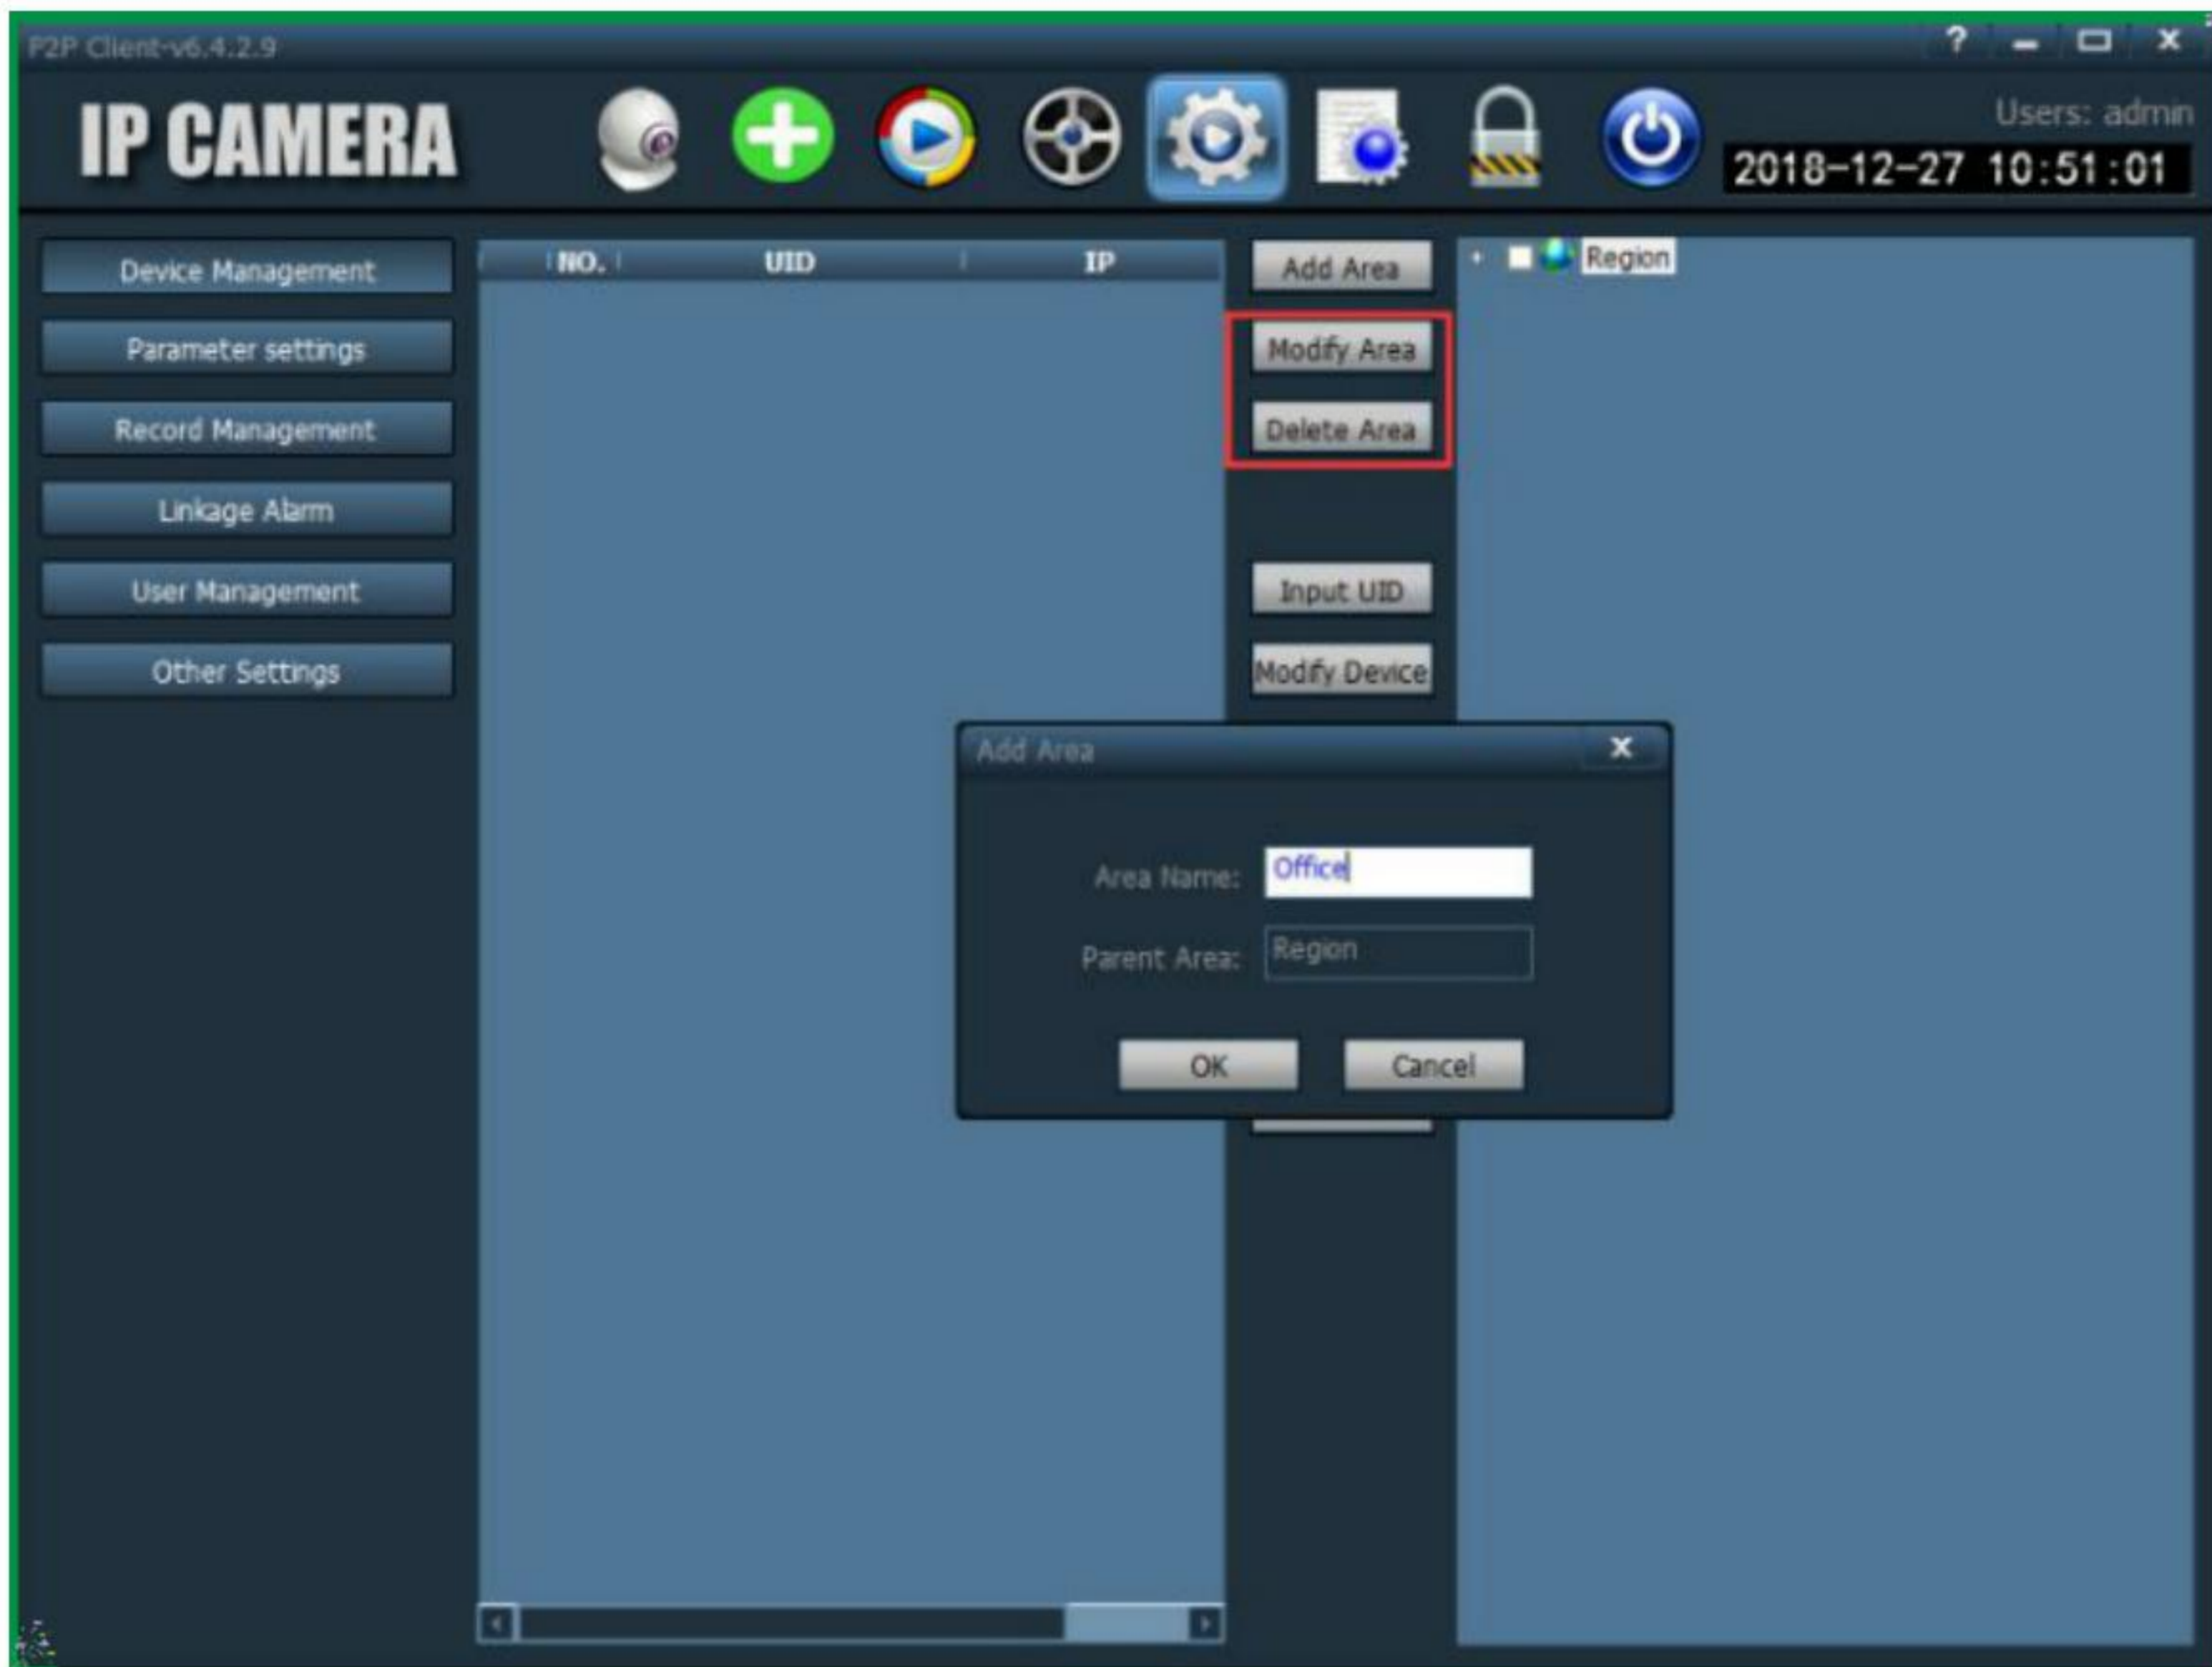 P2P Client-v6.4.2.9
IP CAMERA
Users: admin
2018-12-27 10:51:01
Device Management
Parameter settings
Record Management
Linkage Alarm
User Management
Other Settings
NO. UID IP
Add Area
Modify Area
Delete Area
Input UID
Modify Device
Region
Add Area
Area Name: Office
Parent Area: Region
OK Cancel